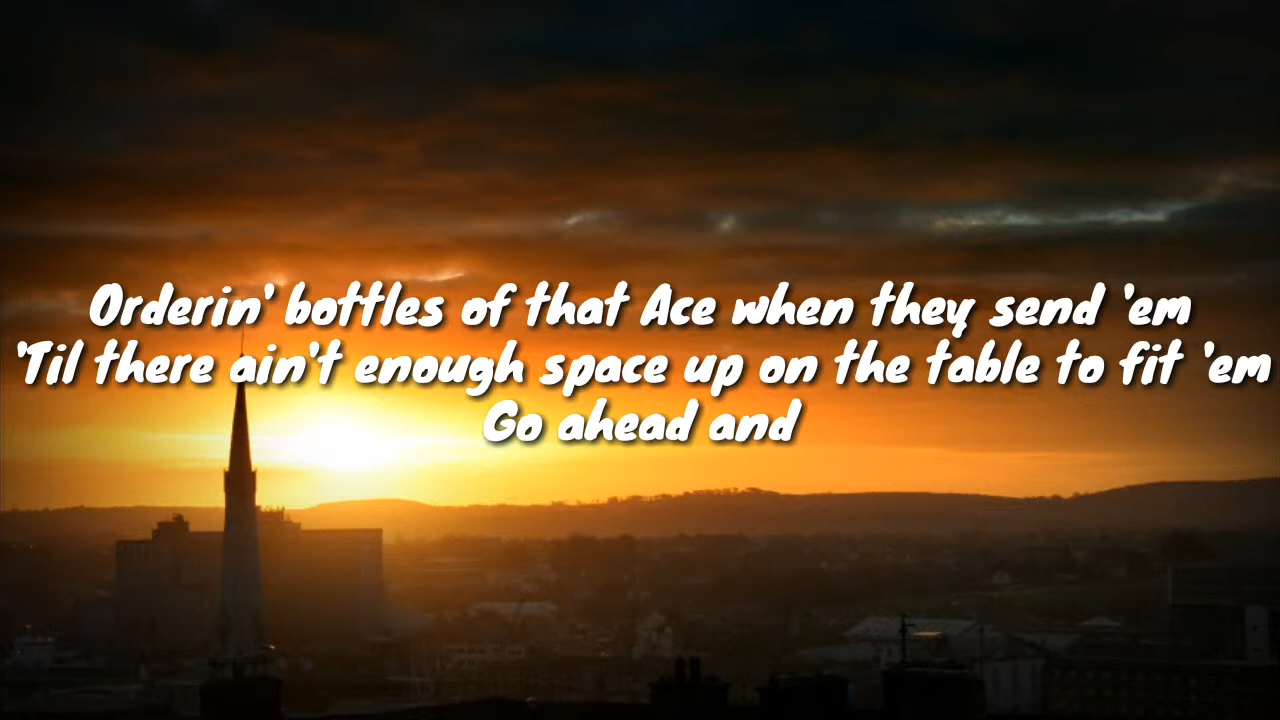 Orderin' bottles of that Ace when they send 'em
'Til there ain't enough space up on the table to fit 'em
Go ahead and